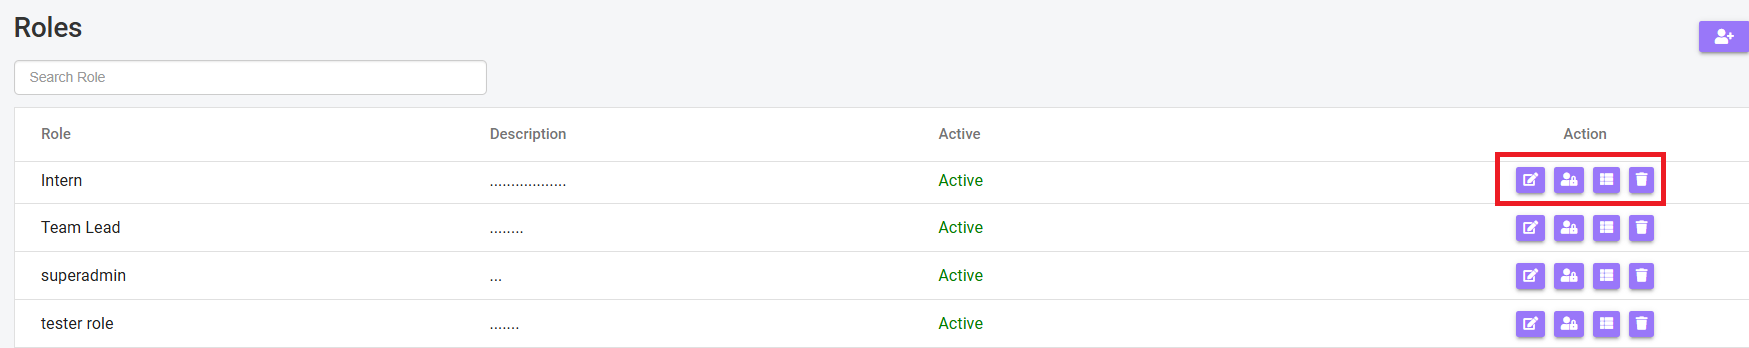 Roles
Search Role
Role Description Active Action
Intern .................. Active
Team Lead ........ Active
superadmin ... Active
tester role ....... Active